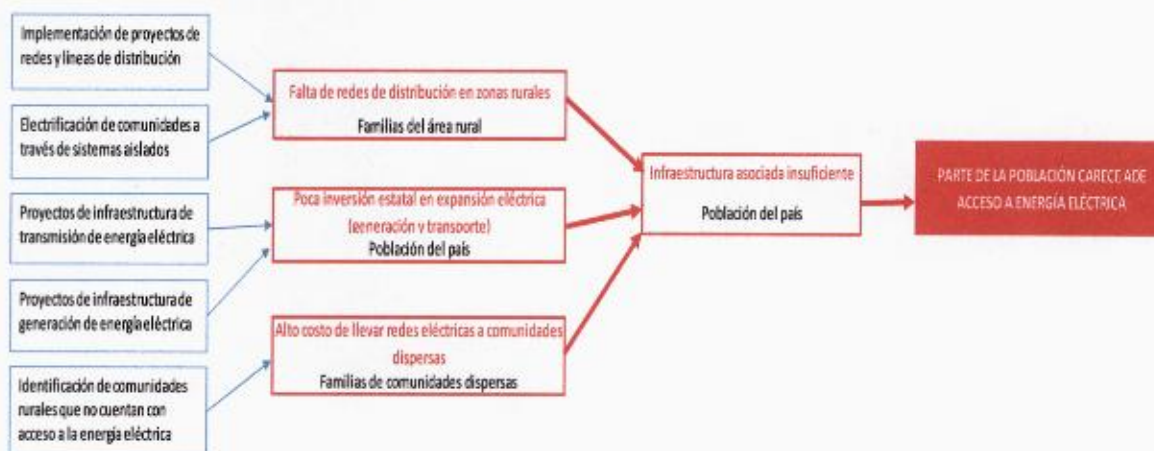 Implementación de proyectos de
redes y líneas de distribución
Electrificación de comunidades a
través de sistemas aislados
Proyectos de infraestructura de
transmisión de energía eléctrica
Proyectos de infraestructura de
generación de energía eléctrica
Identificación de comunidades
rurales que no cuentan con
acceso a la energía eléctrica
Falta de redes de distribución en zonas rurales
Familias del área rural
Poca inversión estatal en expansión eléctrica
(generación y transporte)
Población del país
Alto costo de llevar redes eléctricas a comunidades
dispersas
Familias de comunidades dispersas
Infraestructura asociada insuficiente
Población del país
PARTE DE LA POBLACIÓN CARECE ADE
ACCESO A ENERGÍA ELÉCTRICA